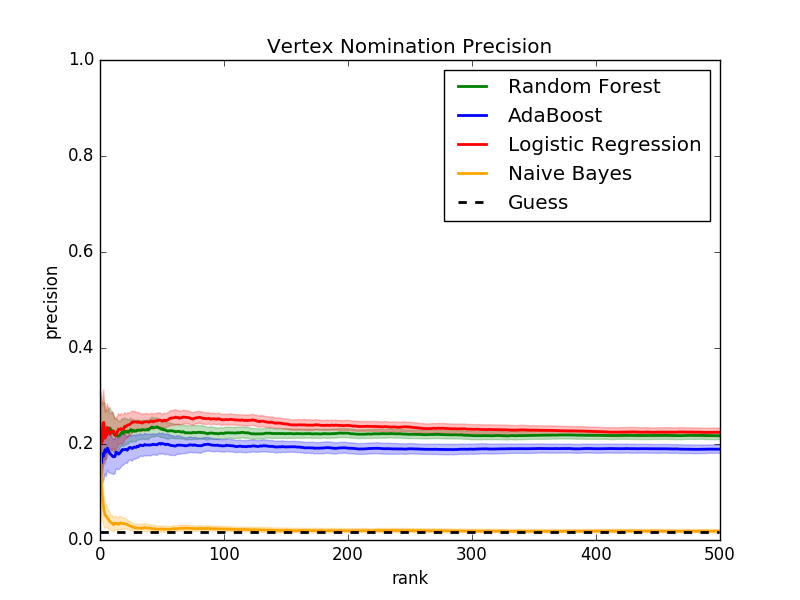 Vertex Nomination Precision
1.0
0.8
0.6
0.4
0.2
0.0
precision
Random Forest
AdaBoost
Logistic Regression
Naive Bayes
Guess
0 100 200 300 400 500
rank